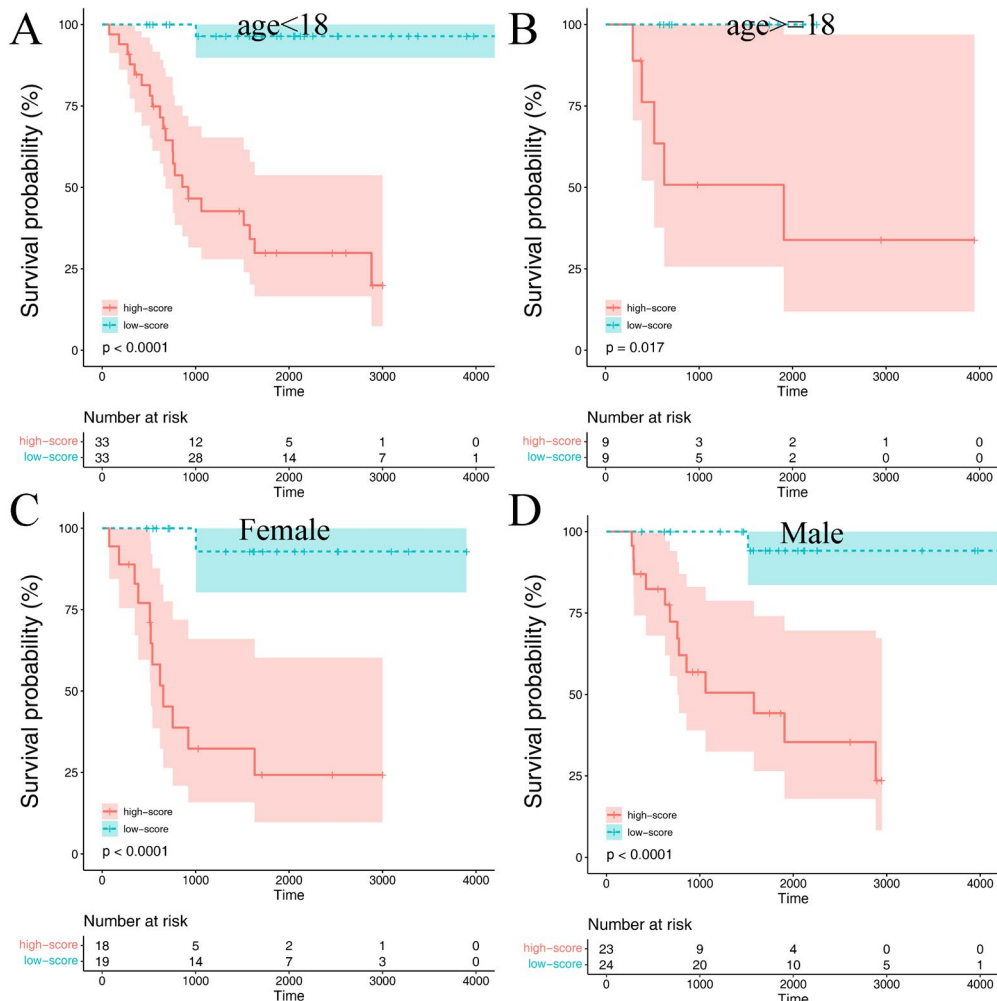 A
age<18
Survival probability (%)
100
75
50
25
0
high-score
low-score
p < 0.0001
0 1000 2000 3000 4000
Time
Number at risk
high-score 33 12 5 1 0
low-score 33 28 14 7 1
0 1000 2000 3000 4000
Time
B
age>=18
Survival probability (%)
100
75
50
25
0
high-score
low-score
p = 0.017
0 1000 2000 3000 4000
Time
Number at risk
high-score 9 3 2 1 0
low-score 9 5 2 0 0
0 1000 2000 3000 4000
Time
C
Female
Survival probability (%)
100
75
50
25
0
high-score
low-score
p < 0.0001
0 1000 2000 3000 4000
Time
Number at risk
high-score 18 5 2 1 0
low-score 19 14 7 3 0
0 1000 2000 3000 4000
Time
D
Male
Survival probability (%)
100
75
50
25
0
high-score
low-score
p < 0.0001
0 1000 2000 3000 4000
Time
Number at risk
high-score 23 9 4 0 0
low-score 24 20 10 5 1
0 1000 2000 3000 4000
Time